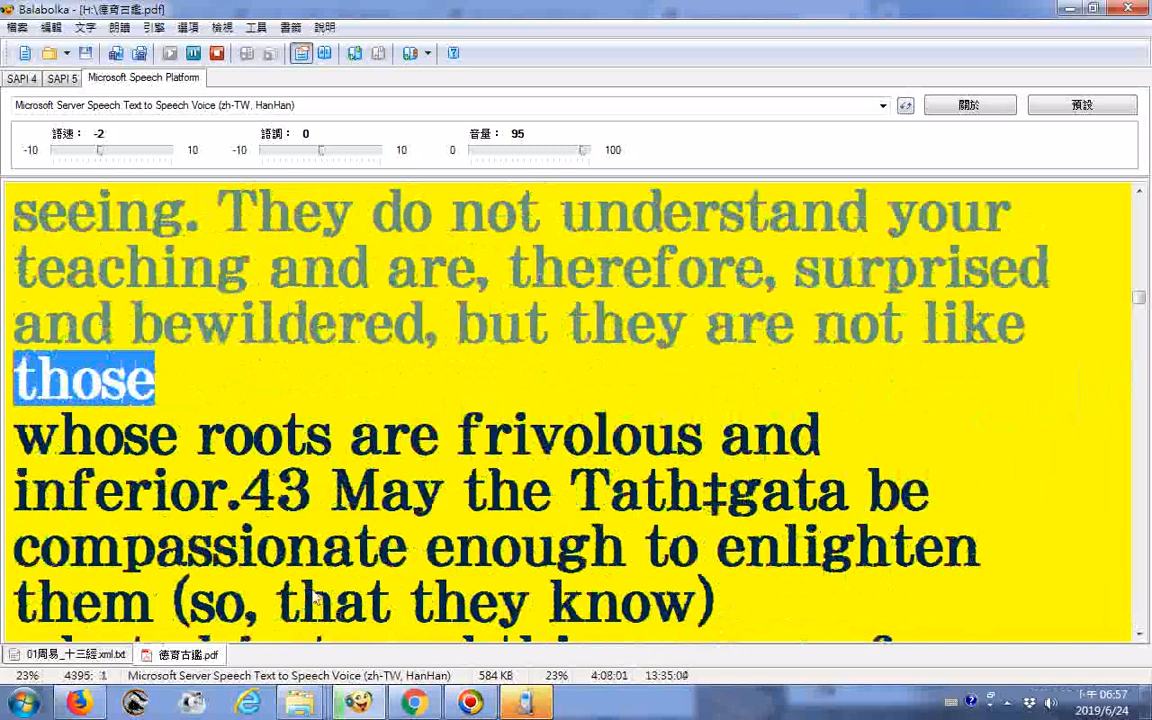 Balabolka - [H:\德育古鑑.pdf]
檔案 編輯 文字 朗讀 引擎 選項 檢視 工具 書籤 說明
SAPI 4 SAPI 5 Microsoft Speech Platform
Microsoft Server Speech Text to Speech Voice (zh-TW, HanHan) 關於 預設
語速： -2 語調： 0 音量： 95
-10 10 -10 10 0 100
seeing. They do not understand your
teaching and are, therefore, surprised
and bewildered, but they are not like
those
whose roots are frivolous and
inferior.43 May the Tath‡gata be
compassionate enough to enlighten
them (so, that they know)
01周易_十三經.xml.txt 德育古鑑.pdf
23% 4395: 1 Microsoft Server Speech Text to Speech Voice (zh-TW, HanHan) 584 KB 23% 4:08:01 13:35:00
下午 06:57
2019/6/24